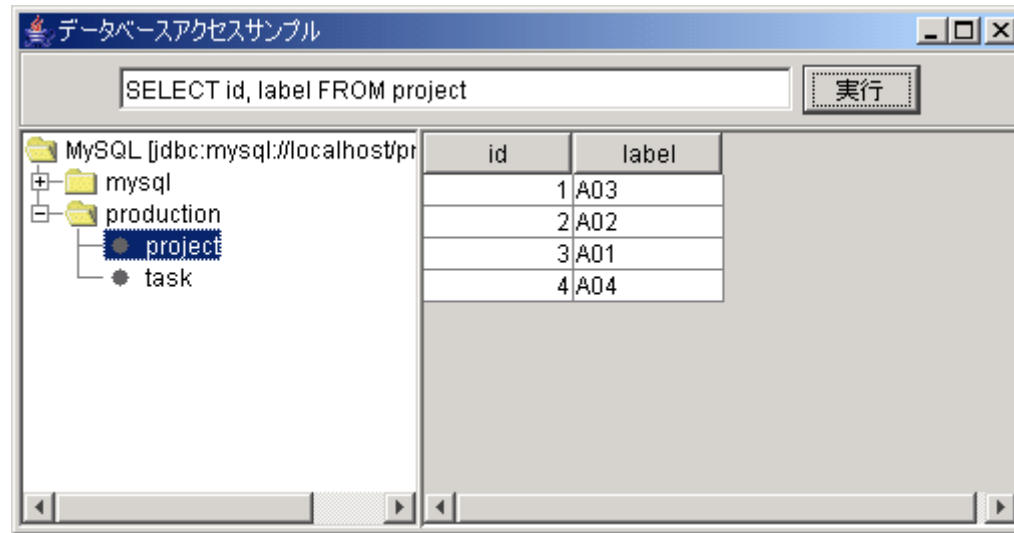 データベースアクセスサンプル
SELECT id, label FROM project 実行
MySQL [jdbc:mysql://localhost/pr
mysql
production
project
task
id label
1 A03
2 A02
3 A01
4 A04